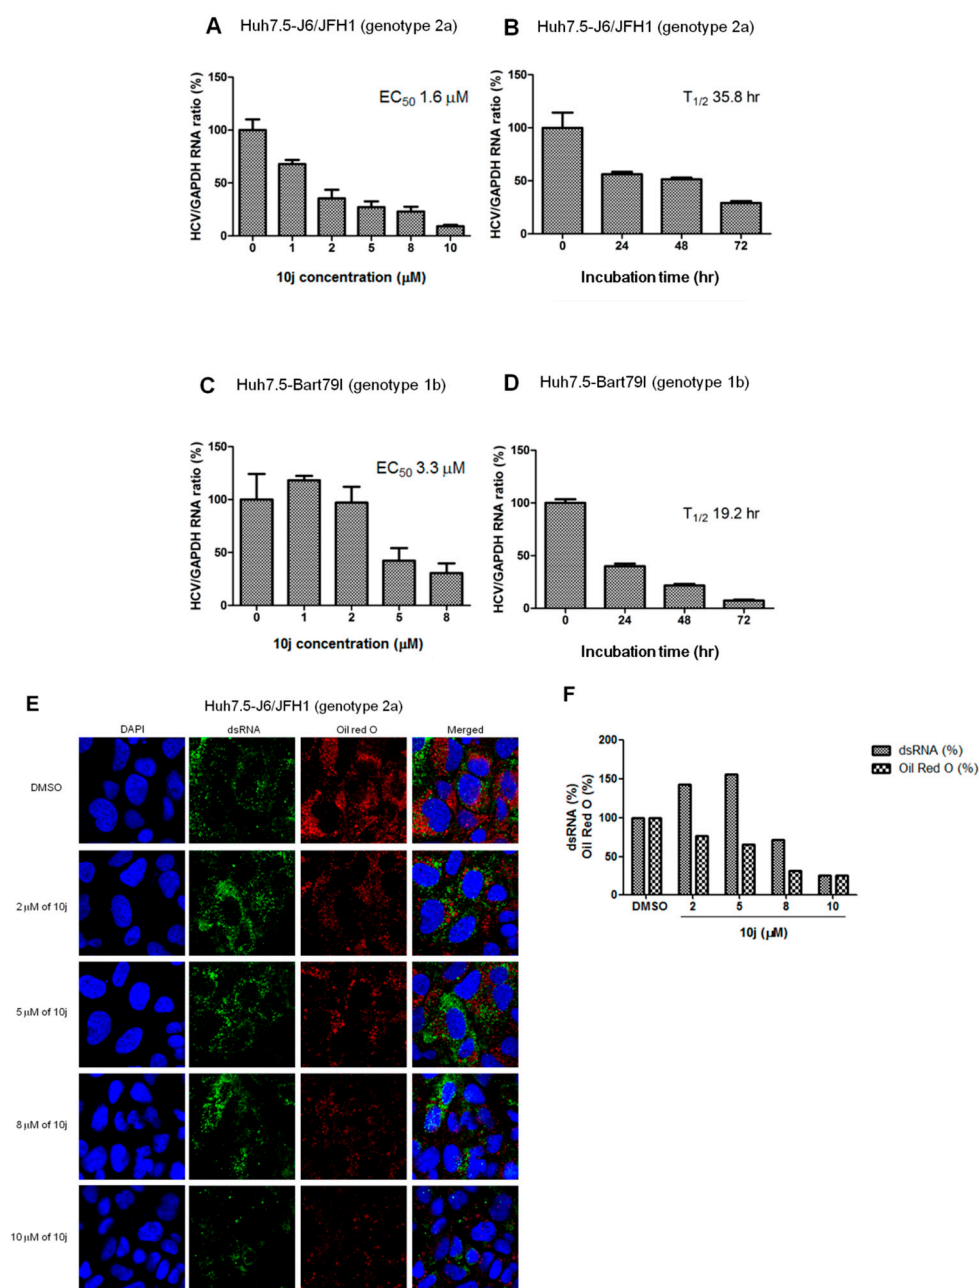 A Huh7.5-J6/JFH1 (genotype 2a)
HCV/GAPDH RNA ratio (%)
150
100
50
0
EC50 1.6 μM
0 1 2 5 8 10
10j concentration (μM)
B Huh7.5-J6/JFH1 (genotype 2a)
HCV/GAPDH RNA ratio (%)
150
100
50
0
T1/2 35.8 hr
0 24 48 72
Incubation time (hr)
C Huh7.5-Bart79I (genotype 1b)
HCV/GAPDH RNA ratio (%)
150
100
50
0
EC50 3.3 μM
0 1 2 5 8
10j concentration (μM)
D Huh7.5-Bart79I (genotype 1b)
HCV/GAPDH RNA ratio (%)
150
100
50
0
T1/2 19.2 hr
0 24 48 72
Incubation time (hr)
E
Huh7.5-J6/JFH1 (genotype 2a)
DAPI dsRNA Oil red O Merged
DMSO
2 μM of 10j
5 μM of 10j
8 μM of 10j
10 μM of 10j
F
dsRNA (%)
Oil Red O (%)
200
150
100
50
0
DMSO 2 5 8 10
10j (μM)
dsRNA (%)
Oil Red O (%)